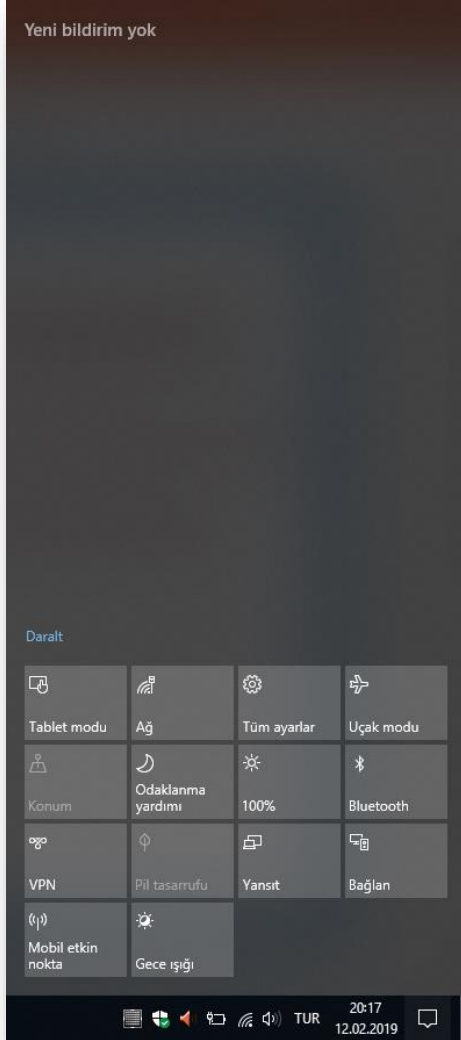 Yeni bildirim yok
Daralt
Tablet modu
Ağ
Tüm ayarlar
Uçak modu
Konum
Odaklanma
yardımı
100%
Bluetooth
VPN
Pil tasarrufu
Yansıt
Bağlan
Mobil etkin
nokta
Gece ışığı
TUR
20:17
12.02.2019